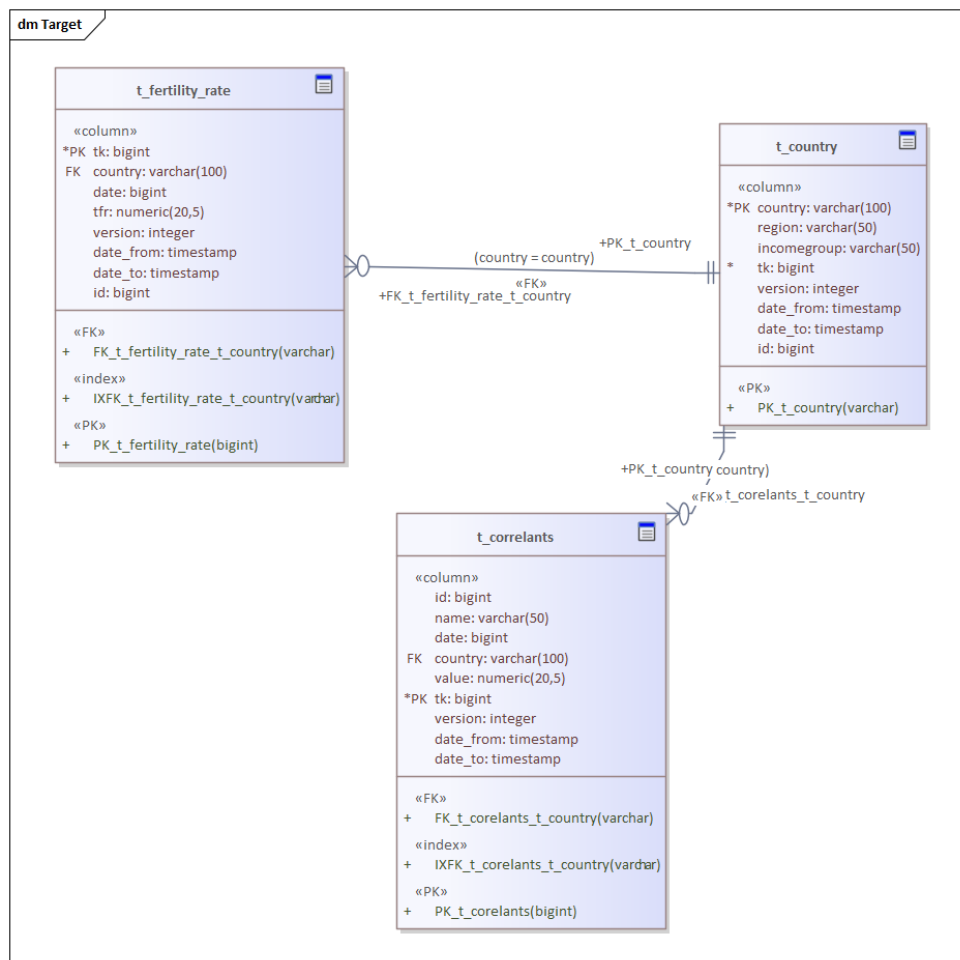 dm Target
t_fertility_rate
«column»
*PK tk: bigint
FK country: varchar(100)
date: bigint
tfr: numeric(20,5)
version: integer
date_from: timestamp
date_to: timestamp
id: bigint
«FK»
+ FK_t_fertility_rate_t_country(varchar)
«index»
+ IXFK_t_fertility_rate_t_country(varchar)
«PK»
+ PK_t_fertility_rate(bigint)
+PK_t_country
(country = country)
«FK»
+FK_t_fertility_rate_t_country
t_country
«column»
*PK country: varchar(100)
region: varchar(50)
incomegroup: varchar(50)
* tk: bigint
version: integer
date_from: timestamp
date_to: timestamp
id: bigint
«PK»
+ PK_t_country(varchar)
+PK_t_country country)
«FK» t_corelants_t_country
t_correlants
«column»
id: bigint
name: varchar(50)
date: bigint
FK country: varchar(100)
value: numeric(20,5)
*PK tk: bigint
version: integer
date_from: timestamp
date_to: timestamp
«FK»
+ FK_t_corelants_t_country(varchar)
«index»
+ IXFK_t_corelants_t_country(varchar)
«PK»
+ PK_t_corelants(bigint)